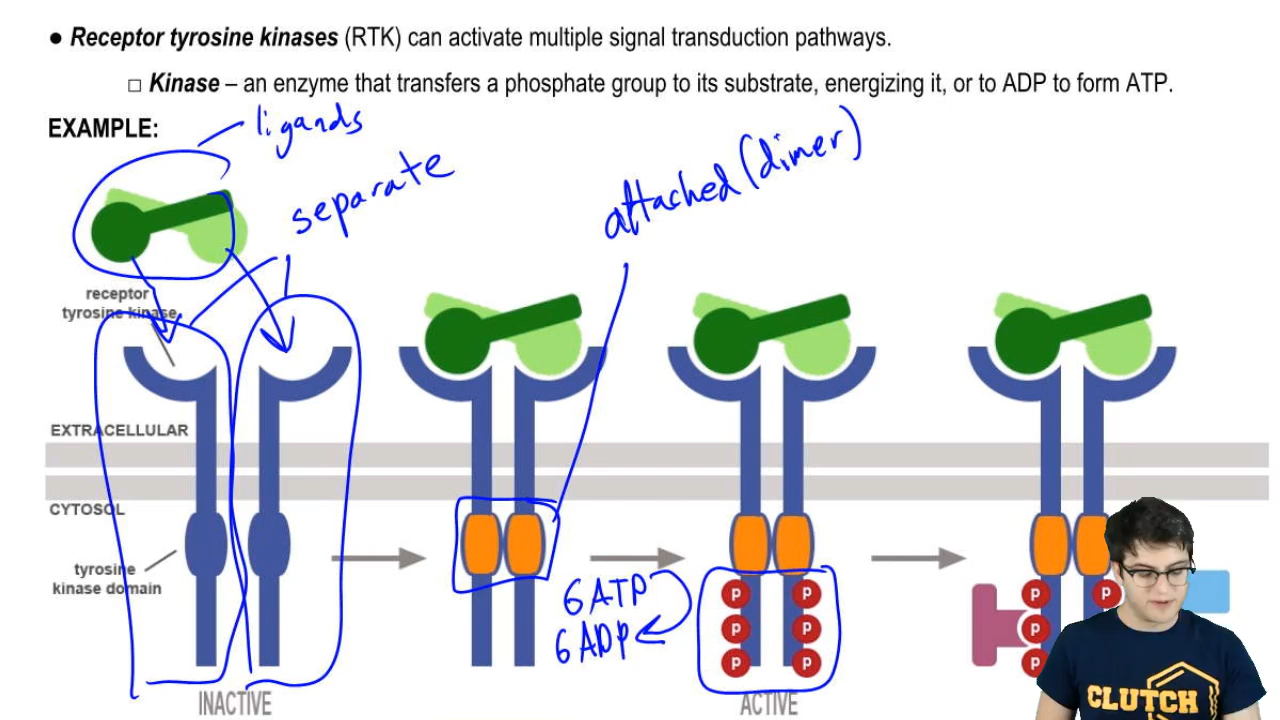 ● Receptor tyrosine kinases (RTK) can activate multiple signal transduction pathways.
□ Kinase – an enzyme that transfers a phosphate group to its substrate, energizing it, or to ADP to form ATP.
EXAMPLE:
ligands
separate
attached (dimer)
receptor
tyrosine kinase
EXTRACELLULAR
CYTOSOL
tyrosine
kinase domain
6 ATP
6 ADP
P P
P P
P P
P P
P
P
INACTIVE
ACTIVE
CLUTCH